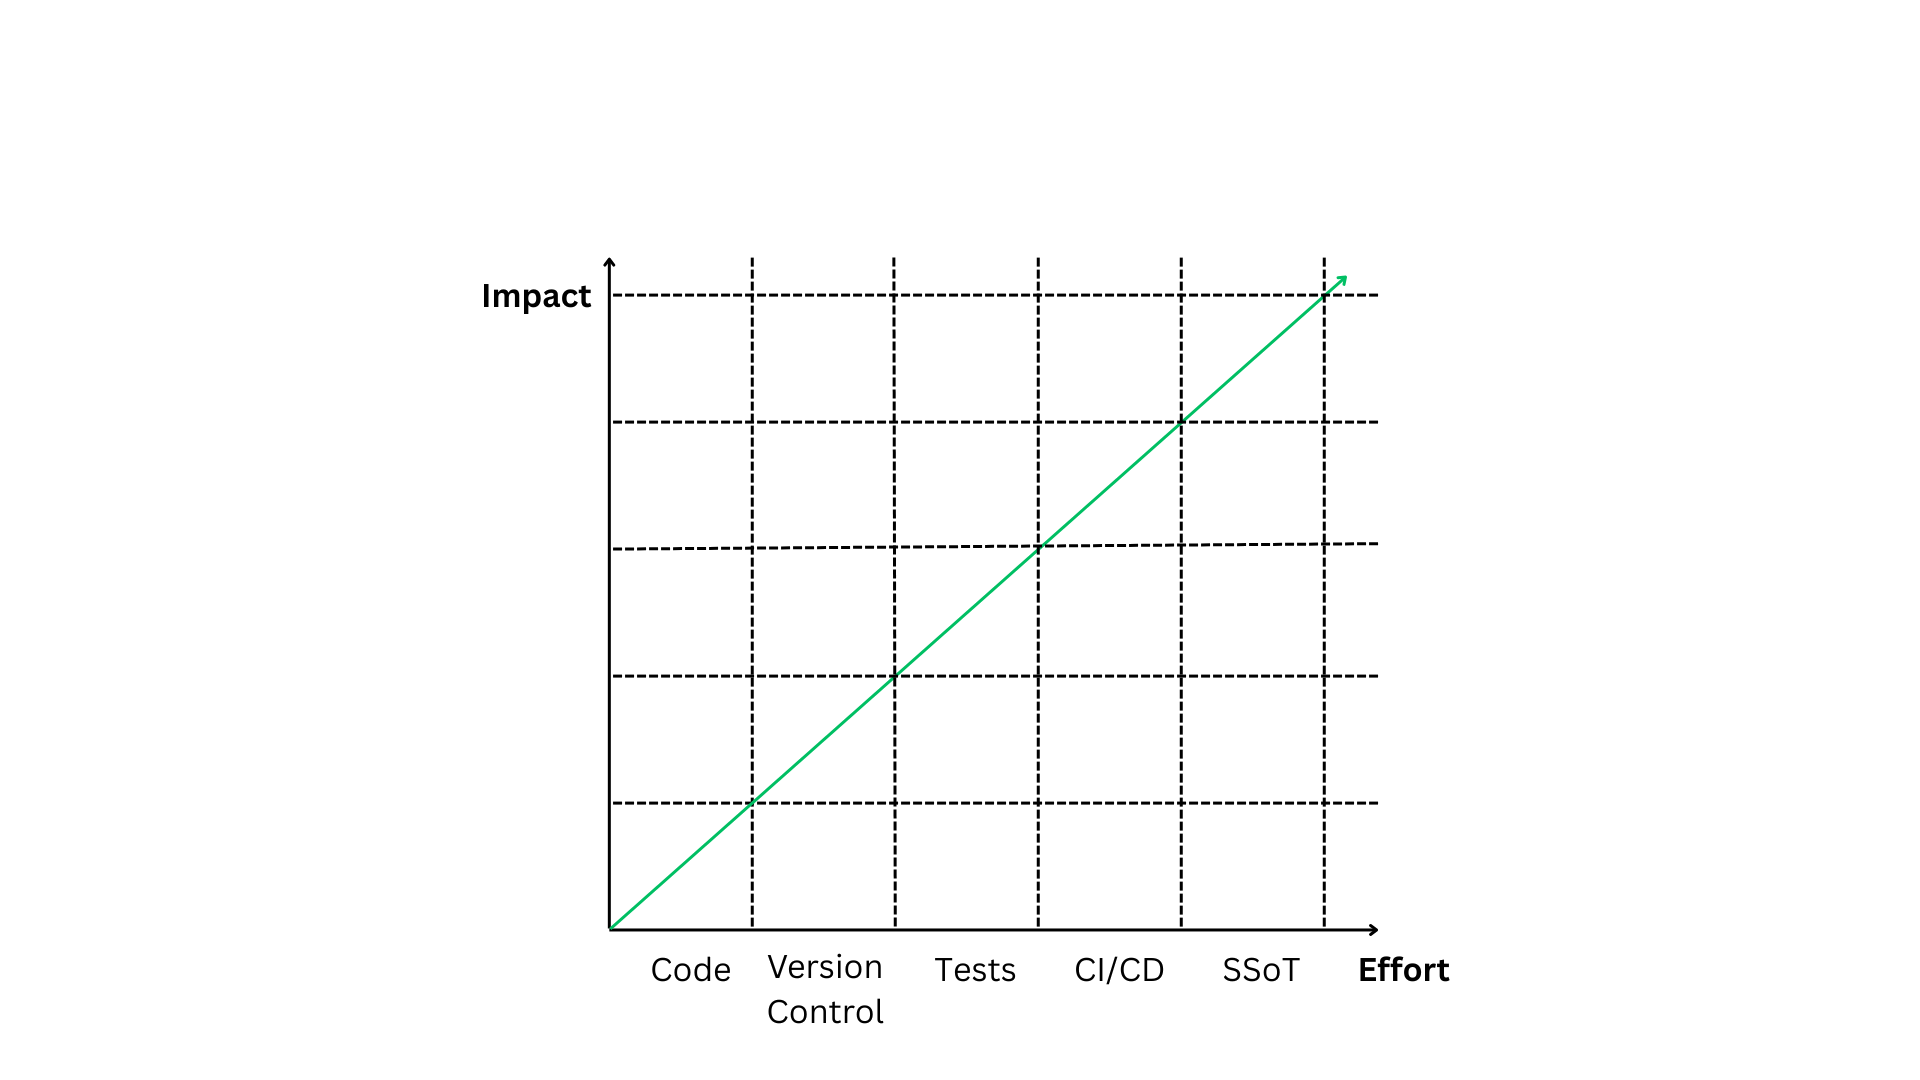 Impact
Code
Version
Control
Tests
CI/CD
SSoT
Effort